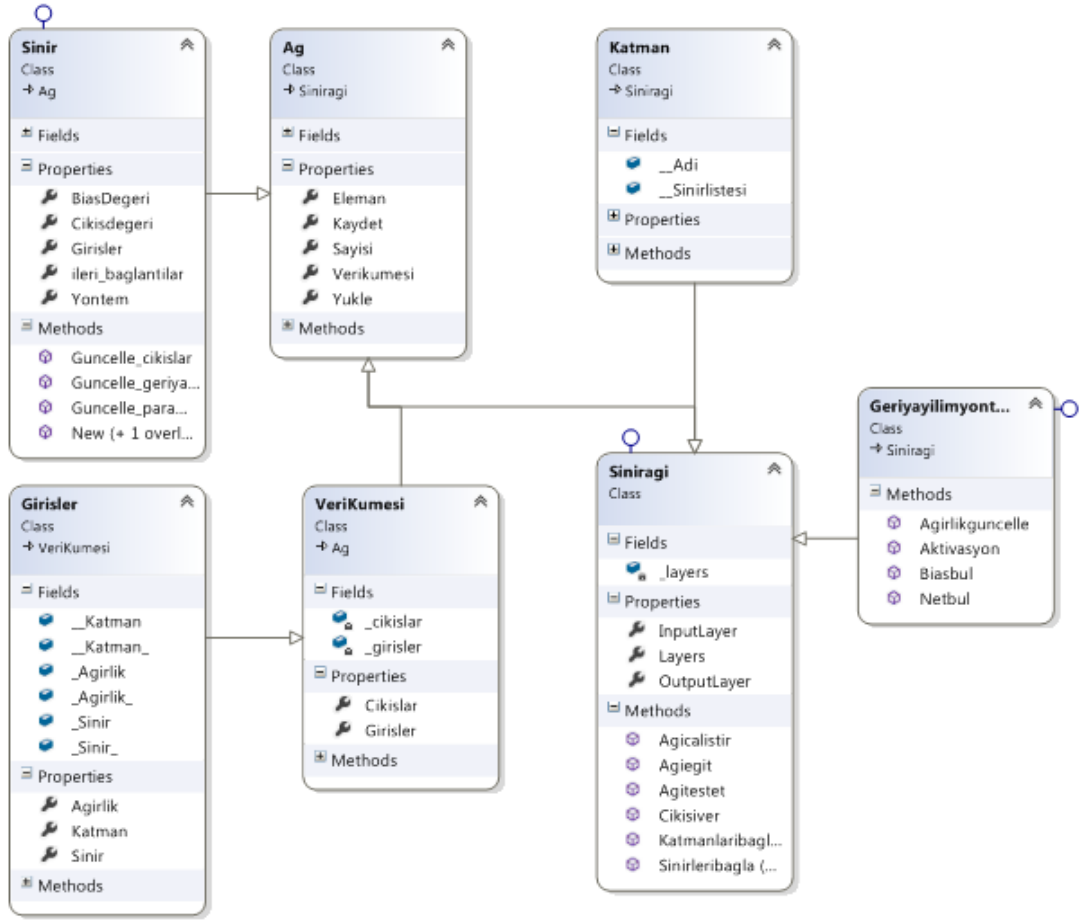 Sinir
Class
Ag
Fields
Properties
BiasDegeri
Cikisdegeri
Girisler
ileri_baglantilar
Yontem
Methods
Guncelle_cikislar
Guncelle_geriya...
Guncelle_para...
New (+ 1 overl...
Ag
Class
Siniragi
Fields
Properties
Eleman
Kaydet
Sayisi
Verikumesi
Yukle
Methods
Katman
Class
Siniragi
Fields
__Adi
__Sinirlistesi
Properties
Methods
Geriyayilimyont...
Class
Siniragi
Methods
Agirlikguncelle
Aktivasyon
Biasbul
Netbul
Girisler
Class
VeriKumesi
Fields
__Katman
__Katman_
_Agirlik
_Agirlik_
_Sinir
_Sinir_
Properties
Agirlik
Katman
Sinir
Methods
VeriKumesi
Class
Ag
Fields
_cikislar
_girisler
Properties
Cikislar
Girisler
Methods
Siniragi
Class
Fields
_layers
Properties
InputLayer
Layers
OutputLayer
Methods
Agicalistir
Agiegit
Agitestet
Cikisiver
Katmanlaribagl...
Sinirleribagla (...